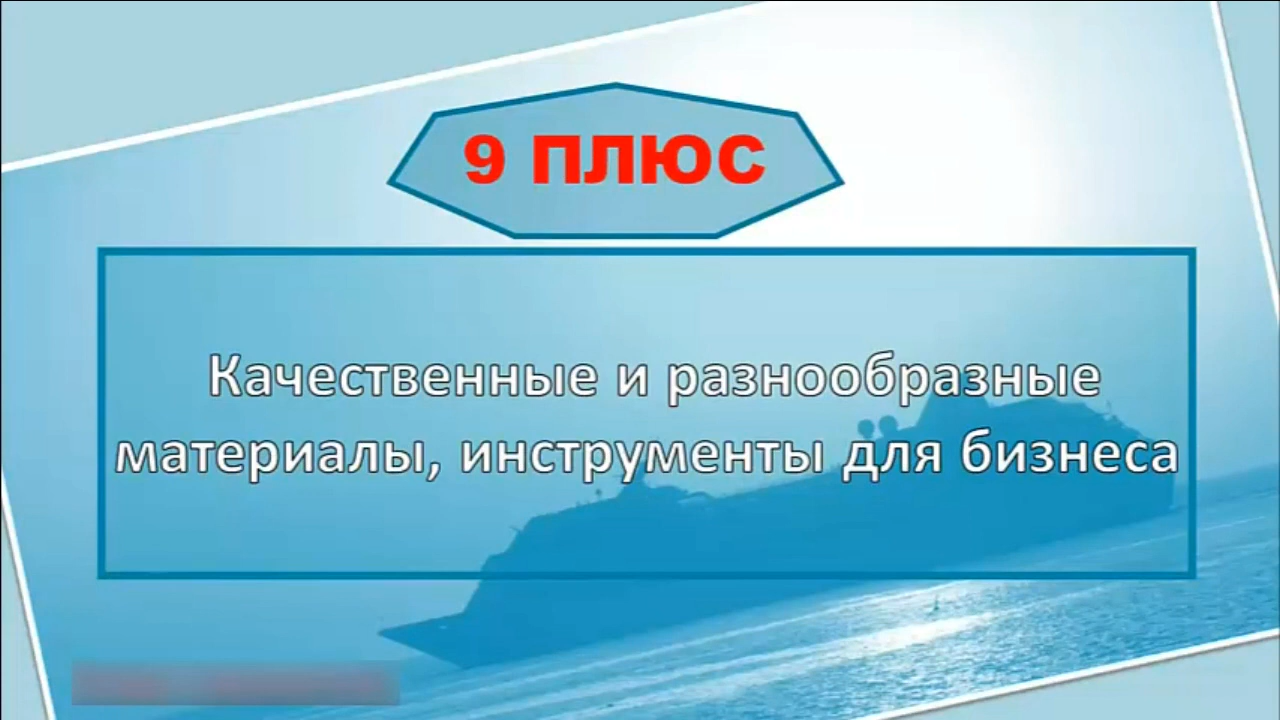 9 ПЛЮС
Качественные и разнообразные
материалы, инструменты для бизнеса